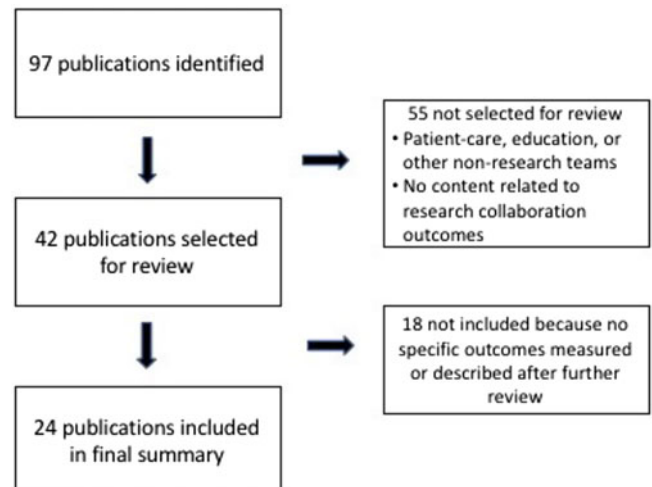 97 publications identified
55 not selected for review
• Patient-care, education, or
other non-research teams
• No content related to
research collaboration
outcomes
42 publications selected
for review
18 not included because no
specific outcomes measured
or described after further
review
24 publications included
in final summary